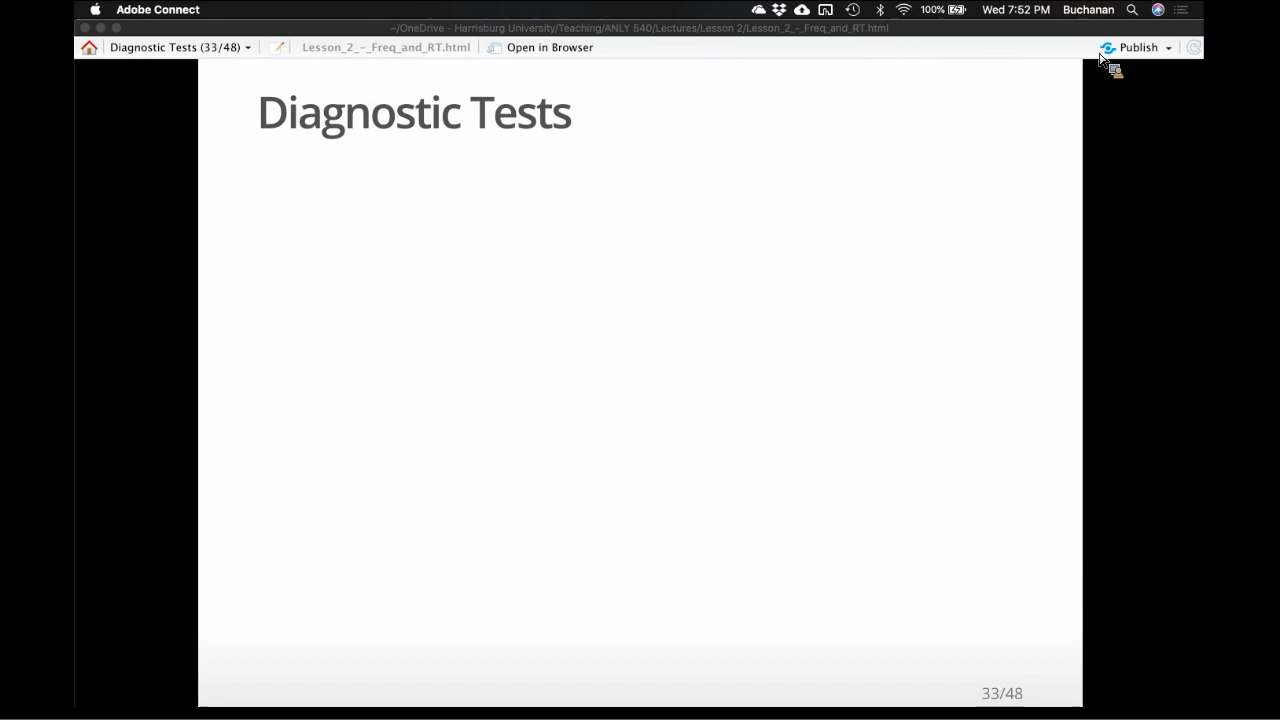 Adobe Connect 100% Wed 7:52 PM Buchanan
~/OneDrive - Harrisburg University/Teaching/ANLY 540/Lectures/Lesson 2/Lesson_2_-_Freq_and_RT.html
Diagnostic Tests (33/48) Lesson_2_–_Freq_and_RT.html Open in Browser Publish
Diagnostic Tests
33/48